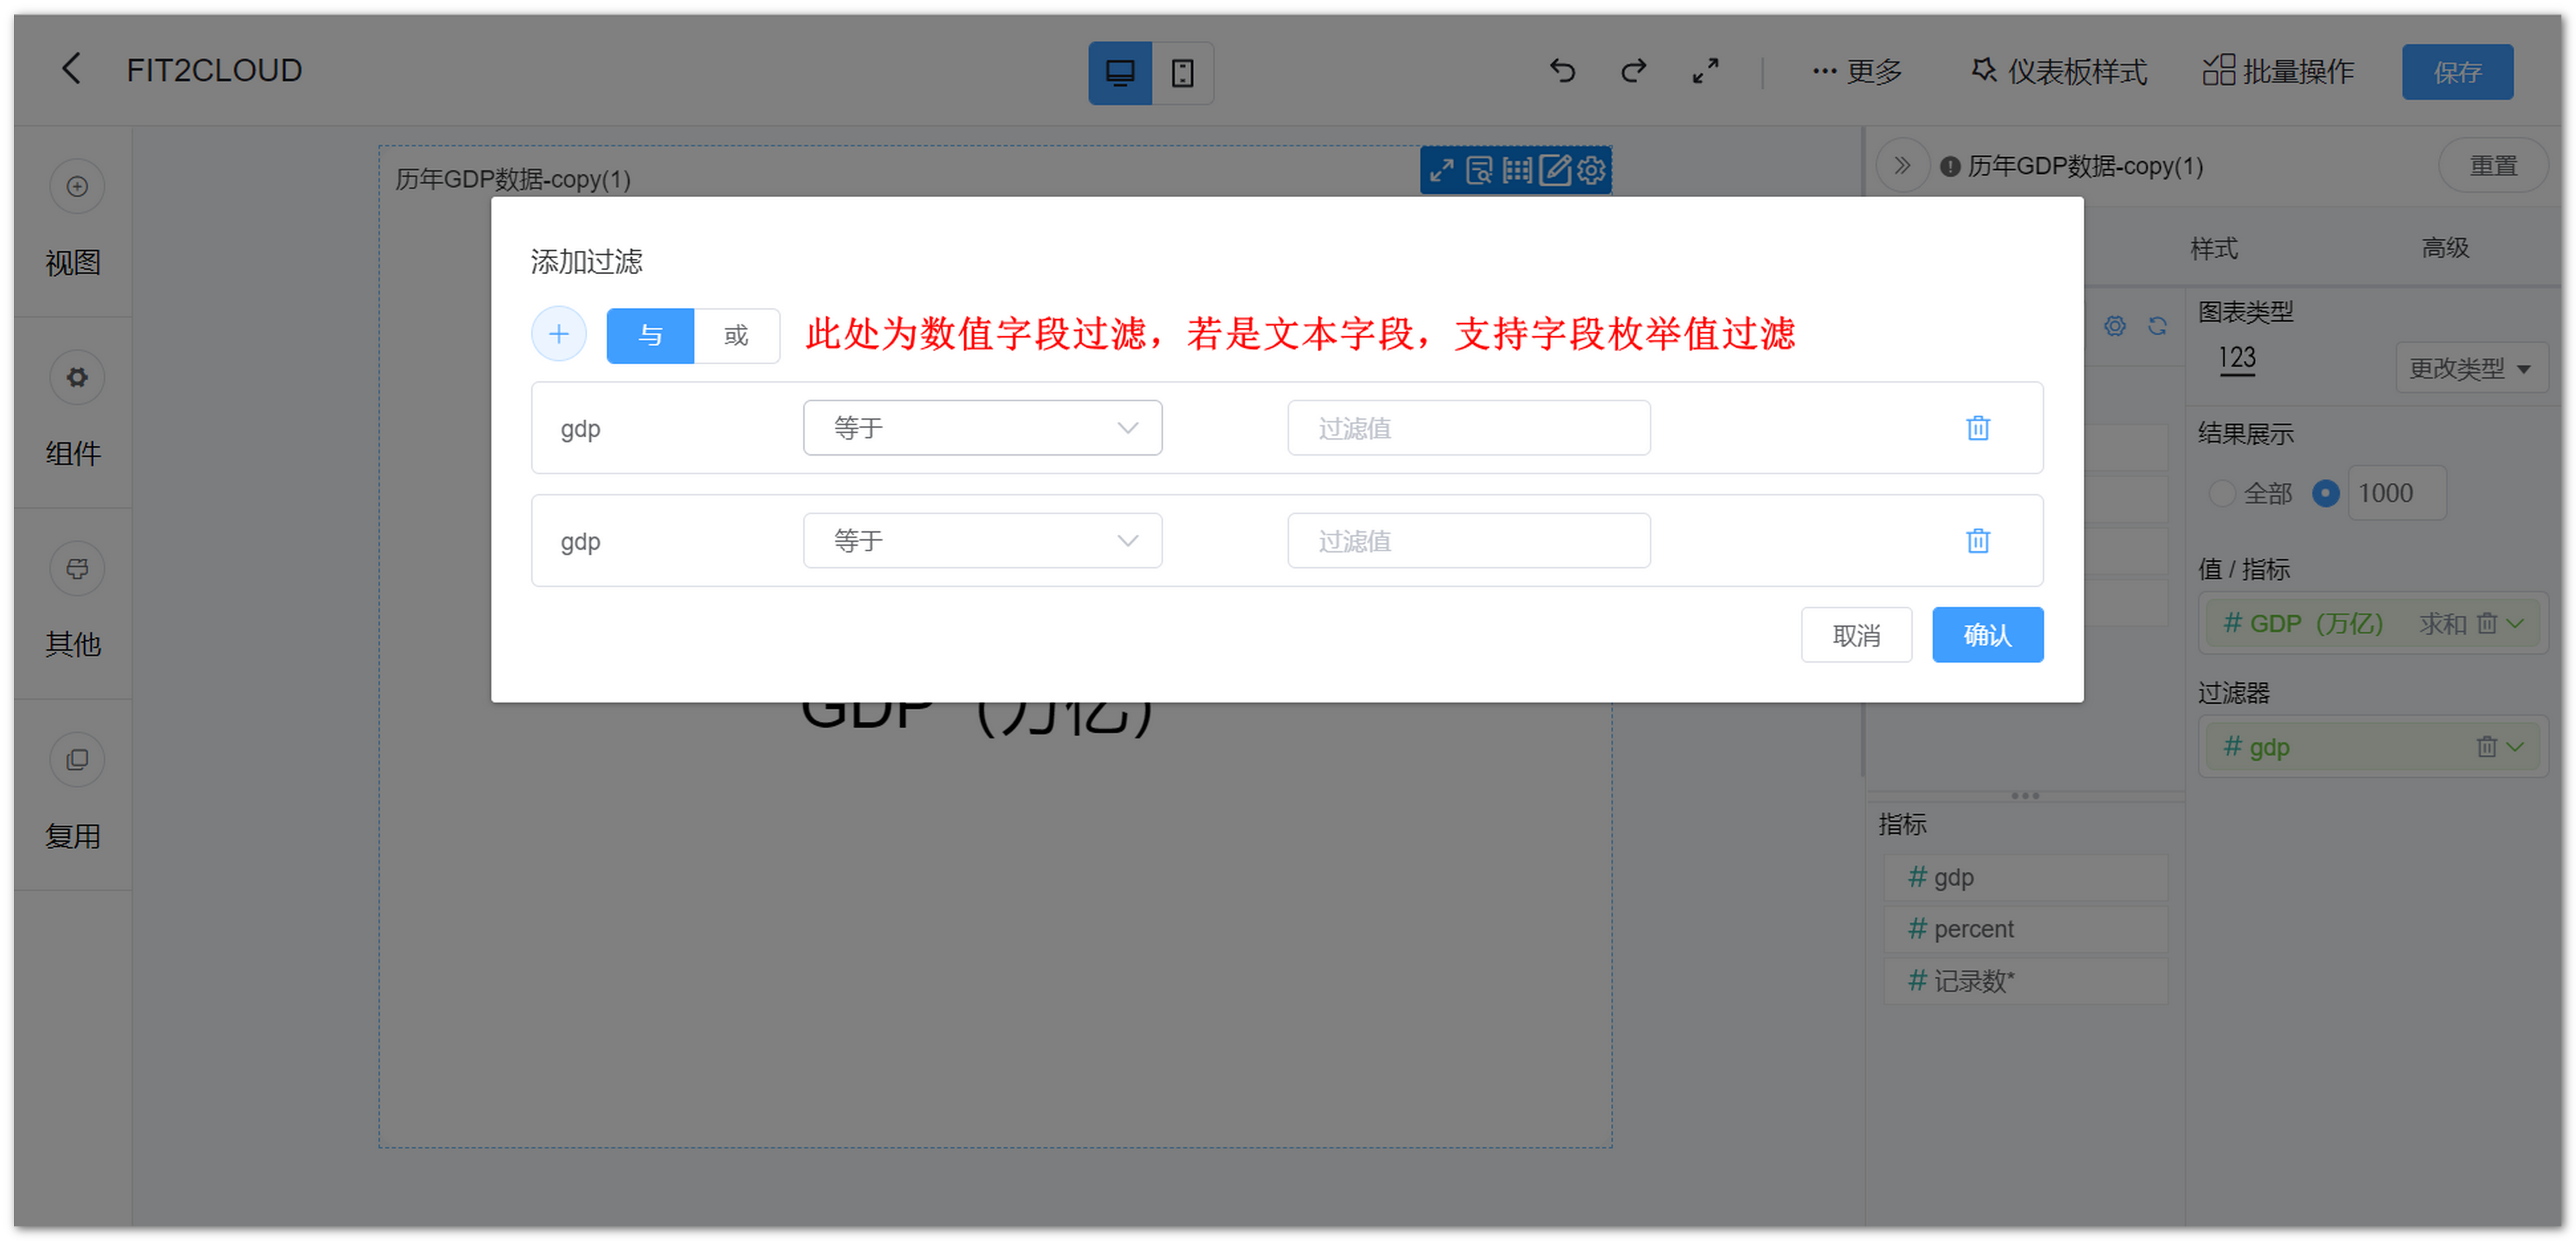 FIT2CLOUD
更多
仪表板样式
批量操作
保存
视图
组件
其他
复用
历年GDP数据-copy(1)
历年GDP数据-copy(1)
重置
样式
高级
添加过滤
与
或
此处为数值字段过滤，若是文本字段，支持字段枚举值过滤
gdp
等于
过滤值
gdp
等于
过滤值
取消
确认
GDP（万亿）
图表类型
123
更改类型
结果展示
全部
1000
值 / 指标
# GDP（万亿） 求和
过滤器
# gdp
指标
# gdp
# percent
# 记录数*